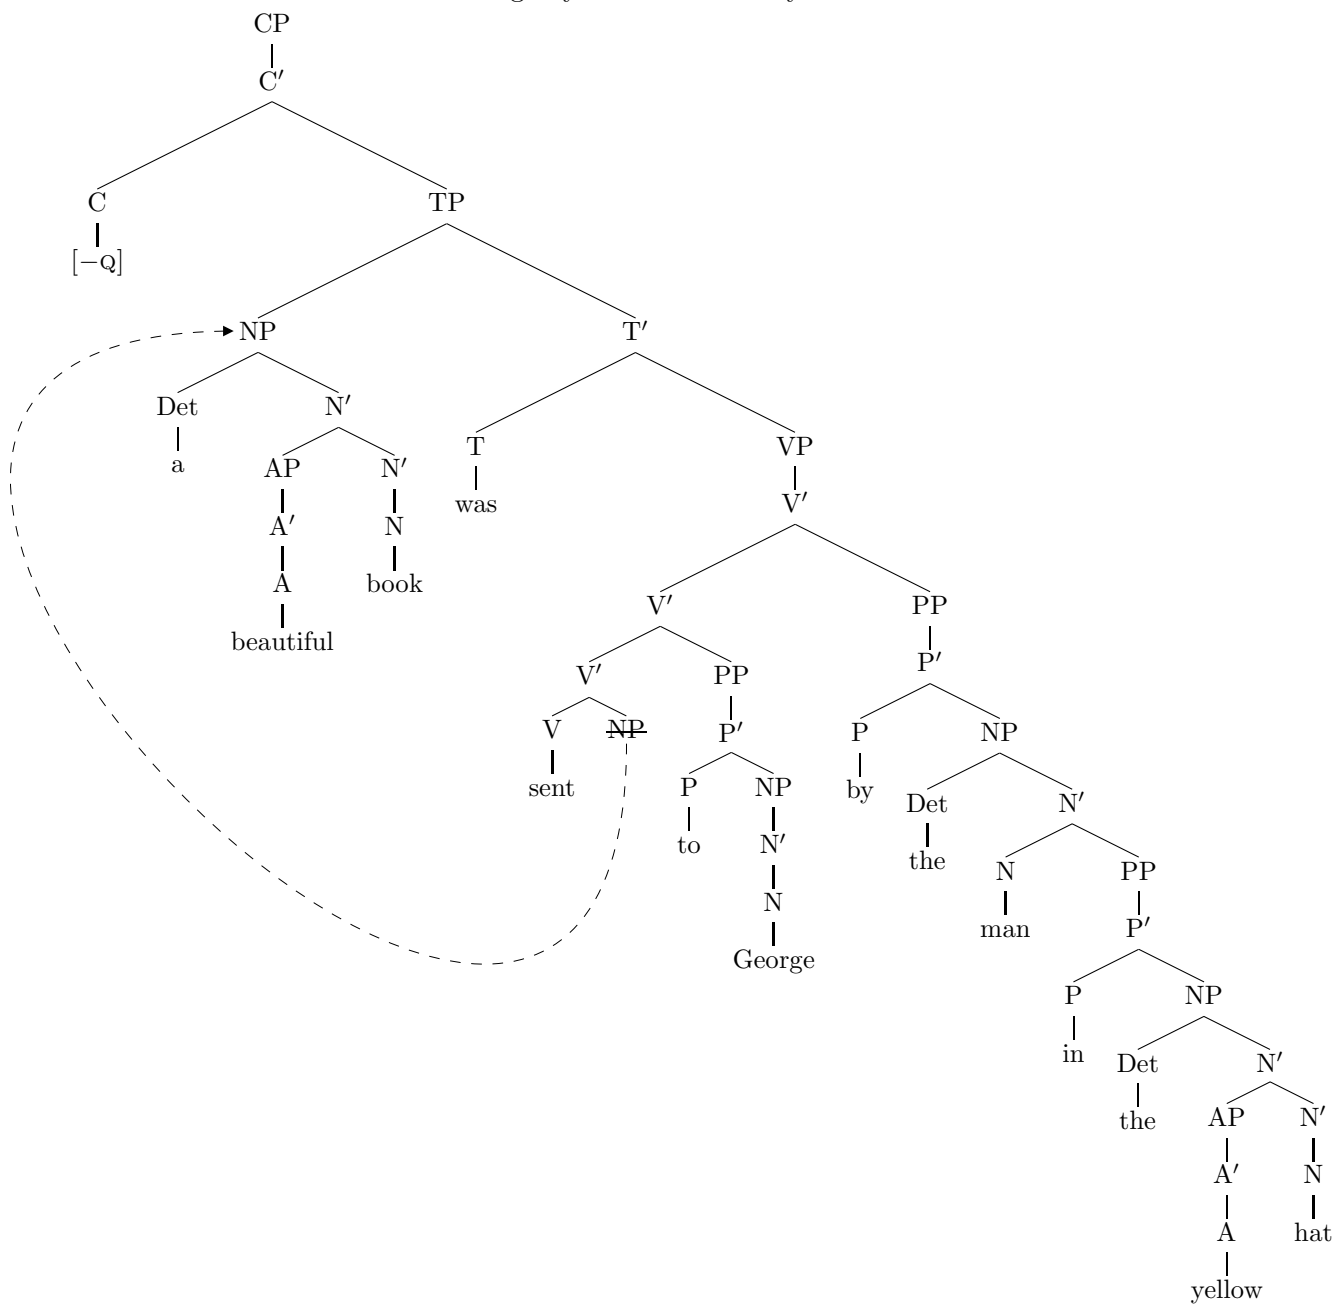 CP
C′
C TP
[−Q]
NP T′
Det N′
a
T VP
AP N′
was
V′
A′ N
A book
beautiful
V′ PP
V′ PP P′
V NP P′ P NP
sent
P NP by
Det N′
to N′ the
N
N PP
man P′
George
P NP
in
Det N′
the
AP N′
A′ N
A hat
yellow